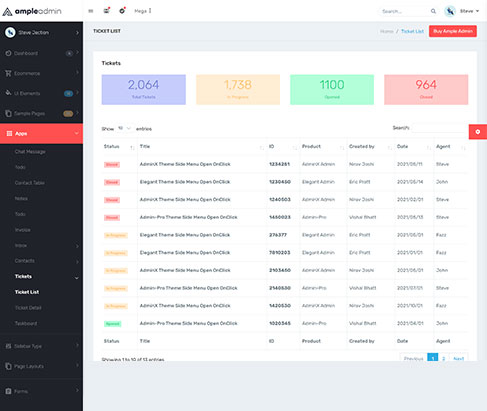 ampleadmin
Mega
Search...
Steve
Steve Jection
TICKET LIST
Home / Ticket List
Buy Ample Admin
Dashboard
Ecommerce
UI Elements
Sample Pages
Apps
Chat Message
Todo
Contact Table
Notes
Todo
Invoice
Inbox
Contacts
Tickets
Ticket List
Ticket Detail
Taskboard
Sidebar Type
Page Layouts
Forms
Tickets
2,064
Total Tickets
1,738
In Progress
1100
Opened
964
Closed
Show 10 entries
Search:
Status Title ID Product Created by Date Agent
Closed AdminX Theme Side Menu Open OnClick 1234261 AdminX Admin Nirav Joshi 2021/05/11 Steve
Closed Elegant Theme Side Menu Open OnClick 1230450 Elegant Admin Eric Pratt 2021/05/14 John
Closed AdminX Theme Side Menu Open OnClick 1240503 AdminX Admin Nirav Joshi 2021/02/01 Steve
Closed Admin-Pro Theme Side Menu Open OnClick 1450023 Admin-Pro Vishal Bhatt 2021/05/13 Steve
In Progress Elegant Theme Side Menu Open OnClick 276377 Elegant Admin Eric Pratt 2021/05/01 Fazz
In Progress Elegant Theme Side Menu Open OnClick 7810203 Elegant Admin Eric Pratt 2021/01/01 Fazz
In Progress AdminX Theme Side Menu Open OnClick 2103450 AdminX Admin Nirav Joshi 2021/05/01 John
In Progress Admin-Pro Theme Side Menu Open OnClick 2140530 Admin-Pro Vishal Bhatt 2021/07/01 Steve
In Progress AdminX Theme Side Menu Open OnClick 1420530 AdminX Admin Nirav Joshi 2021/10/01 Fazz
Opened Admin-Pro Theme Side Menu Open OnClick 1020345 Admin-Pro Vishal Bhatt 2021/04/01 John
Status Title ID Product Created by Date Agent
Showing 1 to 10 of 13 entries
Previous 1 2 Next